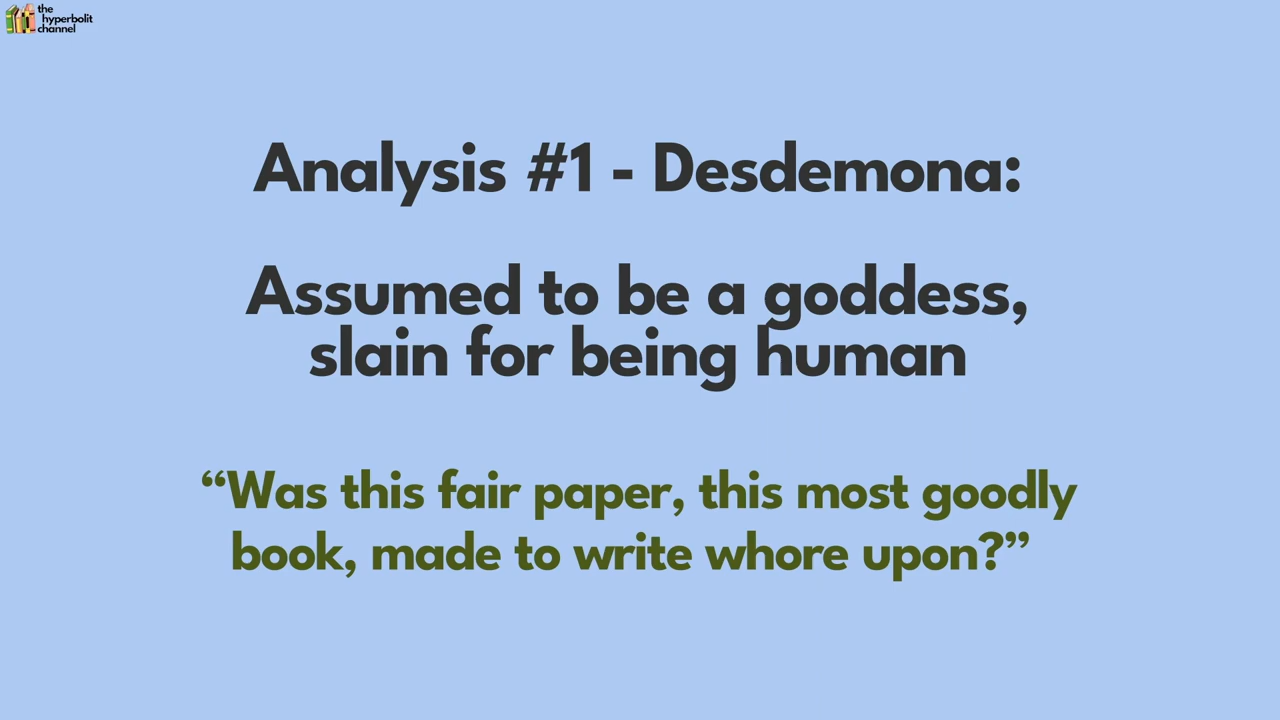 the
hyperbolit
channel
Analysis #1 - Desdemona:
Assumed to be a goddess,
slain for being human
“Was this fair paper, this most goodly
book, made to write whore upon?”